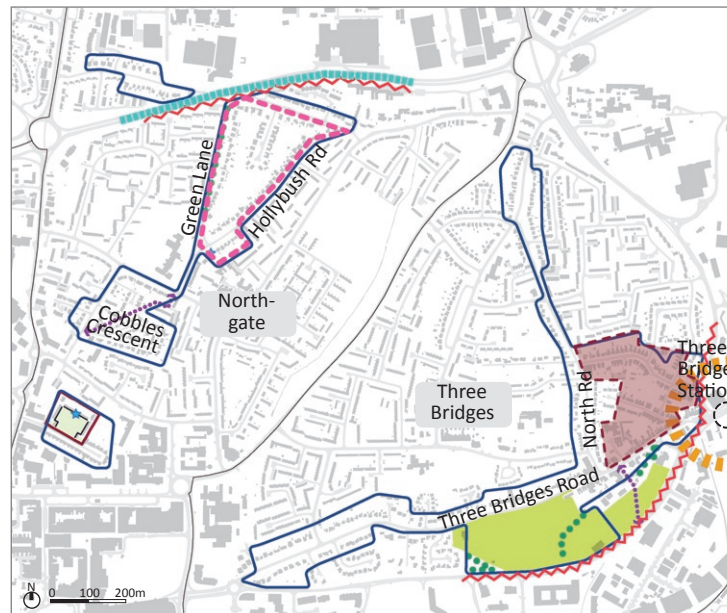 Green Lane
Hollybush Rd
North-
gate
Cobbles
Crescent
Three
Bridges
North Rd
Three
Bridge
Statio
Three Bridges Road
N
0 100 200m